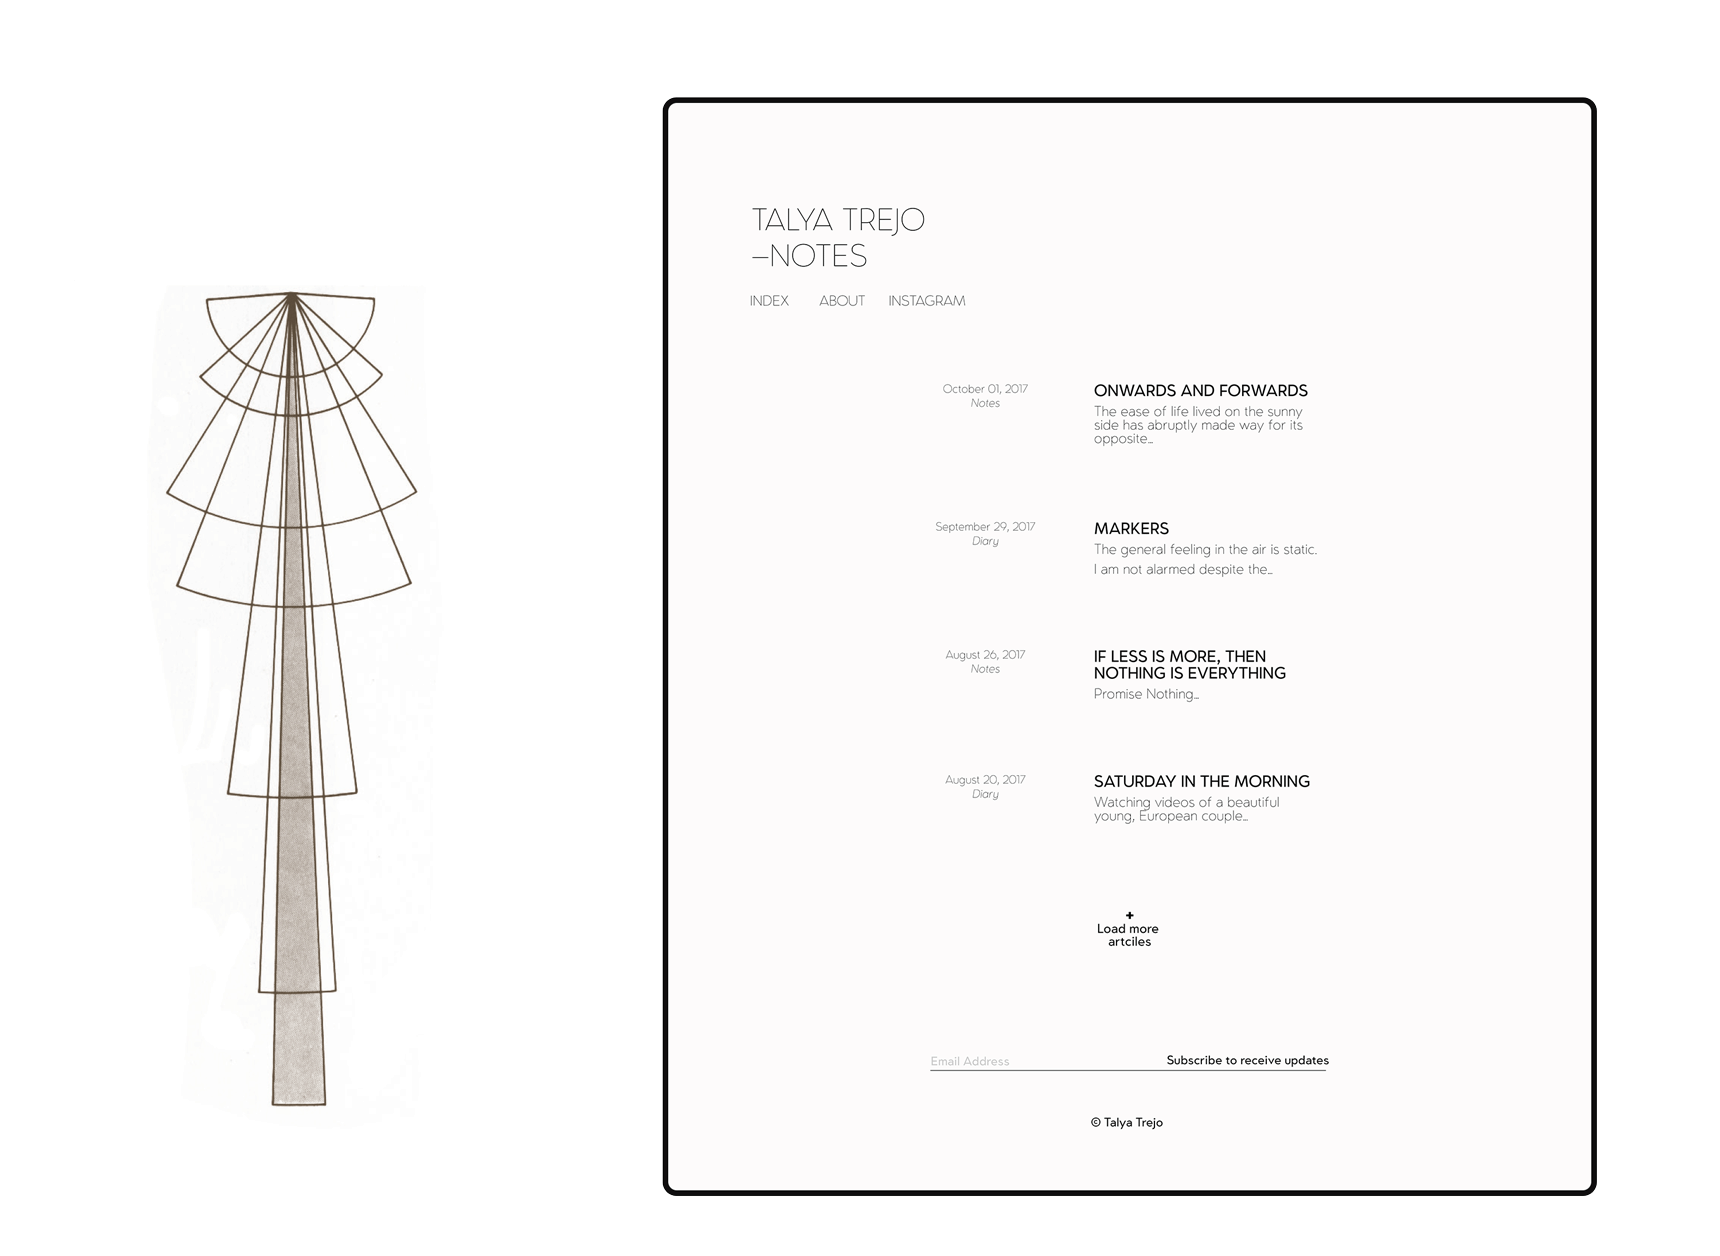 TALYA TREJO
–NOTES
INDEX ABOUT INSTAGRAM
October 01, 2017
Notes
ONWARDS AND FORWARDS
The ease of life lived on the sunny
side has abruptly made way for its
opposite...
September 29, 2017
Diary
MARKERS
The general feeling in the air is static.
I am not alarmed despite the...
August 26, 2017
Notes
IF LESS IS MORE, THEN
NOTHING IS EVERYTHING
Promise Nothing...
August 20, 2017
Diary
SATURDAY IN THE MORNING
Watching videos of a beautiful
young, European couple...
+
Load more
artciles
Email Address Subscribe to receive updates
© Talya Trejo